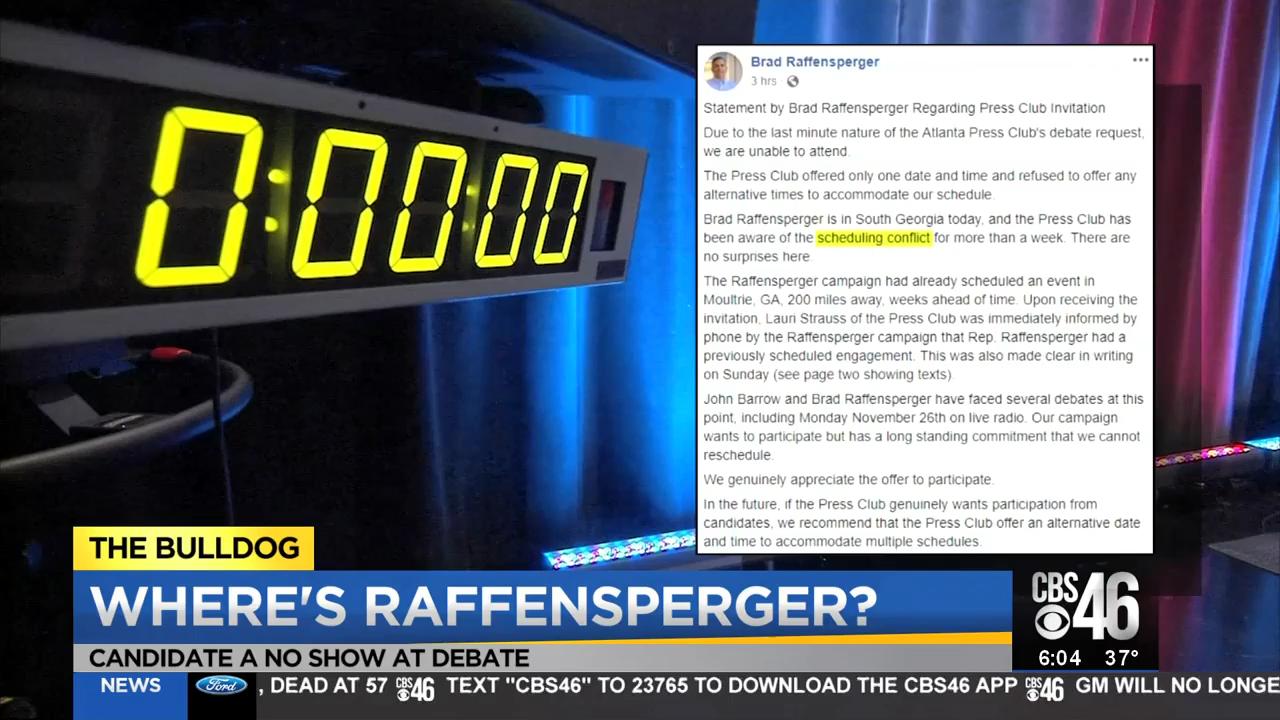 0:00:00
Brad Raffensperger
3 hrs
Statement by Brad Raffensperger Regarding Press Club Invitation
Due to the last minute nature of the Atlanta Press Club's debate request,
we are unable to attend.
The Press Club offered only one date and time and refused to offer any
alternative times to accommodate our schedule.
Brad Raffensperger is in South Georgia today, and the Press Club has
been aware of the scheduling conflict for more than a week. There are
no surprises here.
The Raffensperger campaign had already scheduled an event in
Moultrie, GA, 200 miles away, weeks ahead of time. Upon receiving the
invitation, Lauri Strauss of the Press Club was immediately informed by
phone by the Raffensperger campaign that Rep. Raffensperger had a
previously scheduled engagement. This was also made clear in writing
on Sunday (see page two showing texts).
John Barrow and Brad Raffensperger have faced several debates at this
point, including Monday November 26th on live radio. Our campaign
wants to participate but has a long standing commitment that we cannot
reschedule.
We genuinely appreciate the offer to participate.
In the future, if the Press Club genuinely wants participation from
candidates, we recommend that the Press Club offer an alternative date
and time to accommodate multiple schedules.
THE BULLDOG
WHERE'S RAFFENSPERGER?
CANDIDATE A NO SHOW AT DEBATE
CBS 46
6:04 37°
NEWS Ford , DEAD AT 57 CBS46 TEXT "CBS46" TO 23765 TO DOWNLOAD THE CBS46 APP CBS46 GM WILL NO LONGE